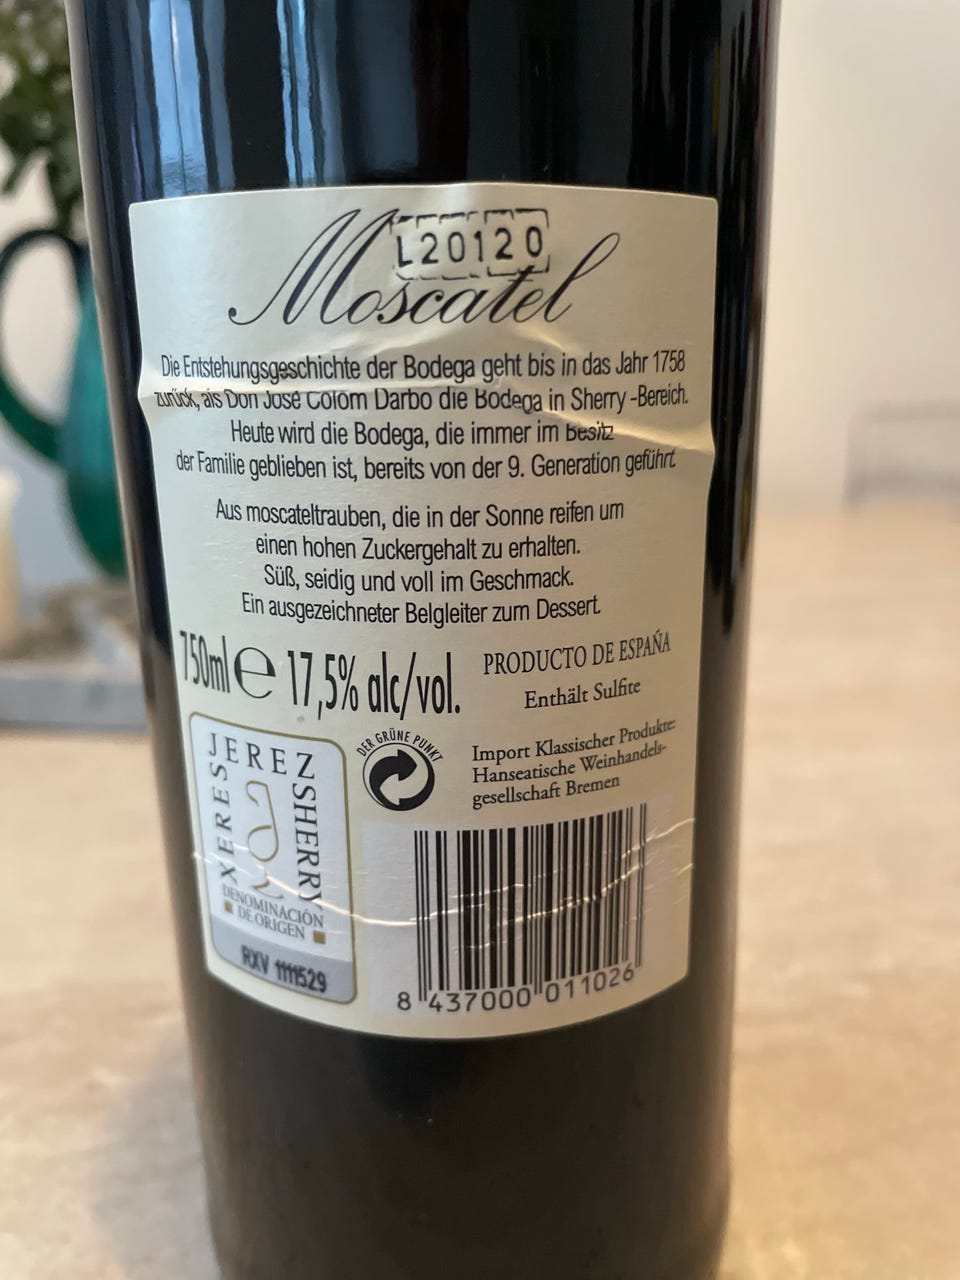 L20120
Moscatel
Die Entstehungsgeschichte der Bodega geht bis in das Jahr 1758
zurück, als Don José Colom Darbo die Bodega in Sherry -Bereich.
Heute wird die Bodega, die immer im Besitz
der Familie geblieben ist, bereits von der 9. Generation geführt.
Aus moscateltrauben, die in der Sonne reifen um
einen hohen Zuckergehalt zu erhalten.
Süß, seidig und voll im Geschmack.
Ein ausgezeichneter Belgleiter zum Dessert.
750ml e 17,5% alc/vol.
PRODUCTO DE ESPAÑA
Enthält Sulfite
DER GRÜNE PUNKT
Import Klassischer Produkte:
Hanseatische Weinhandels-
gesellschaft Bremen
JEREZ
XERES
SHERRY
DENOMINACIÓN
DE ORIGEN
RXV 1111529
8 437000 011026